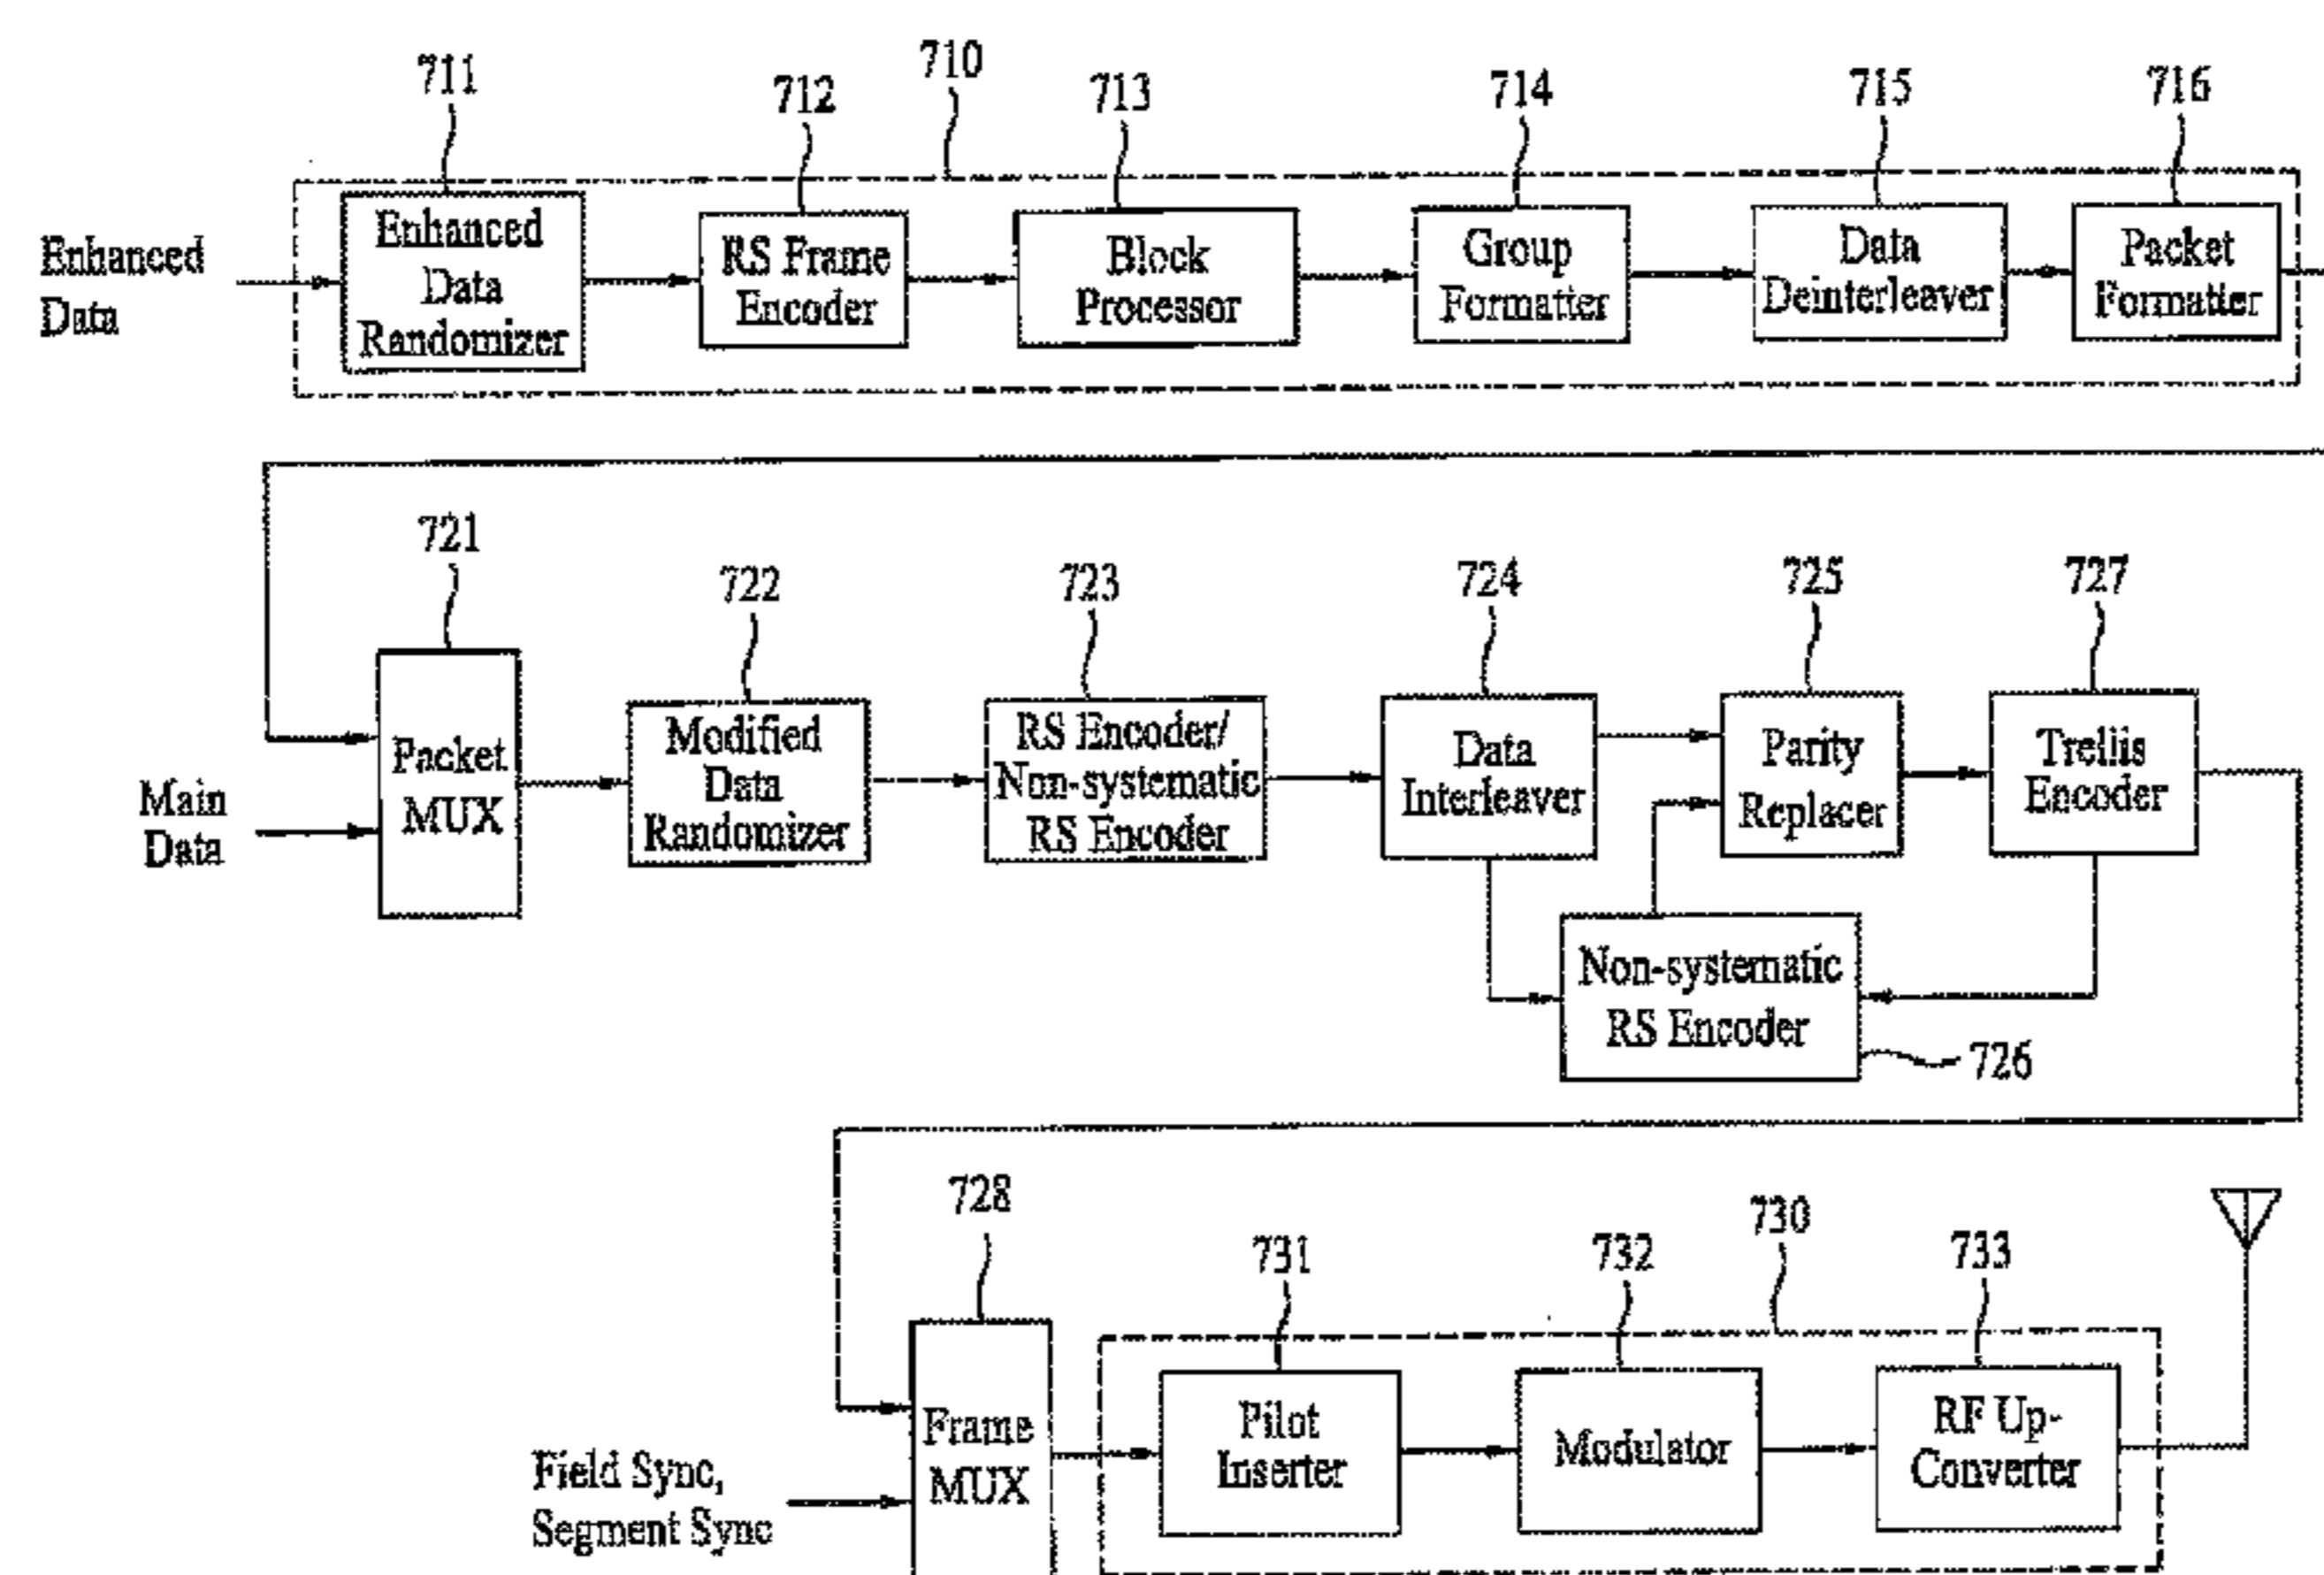 710
711
712
713
714
715
716
Enhanced
Data
Enhanced
Data
Randomizer
RS Frame
Encoder
Block
Processor
Group
Formatter
Data
Deinterleaver
Packet
Formatter
721
722
723
724
725
727
Main
Data
Packet
MUX
Modified
Data
Randomizer
RS Encoder/
Non-systematic
RS Encoder
Data
Interleaver
Parity
Replacer
Trellis
Encoder
Non-systematic
RS Encoder
726
728
730
731
732
733
Field Sync,
Segment Sync
Frame
MUX
Pilot
Inserter
Modulator
RF Up-
Converter